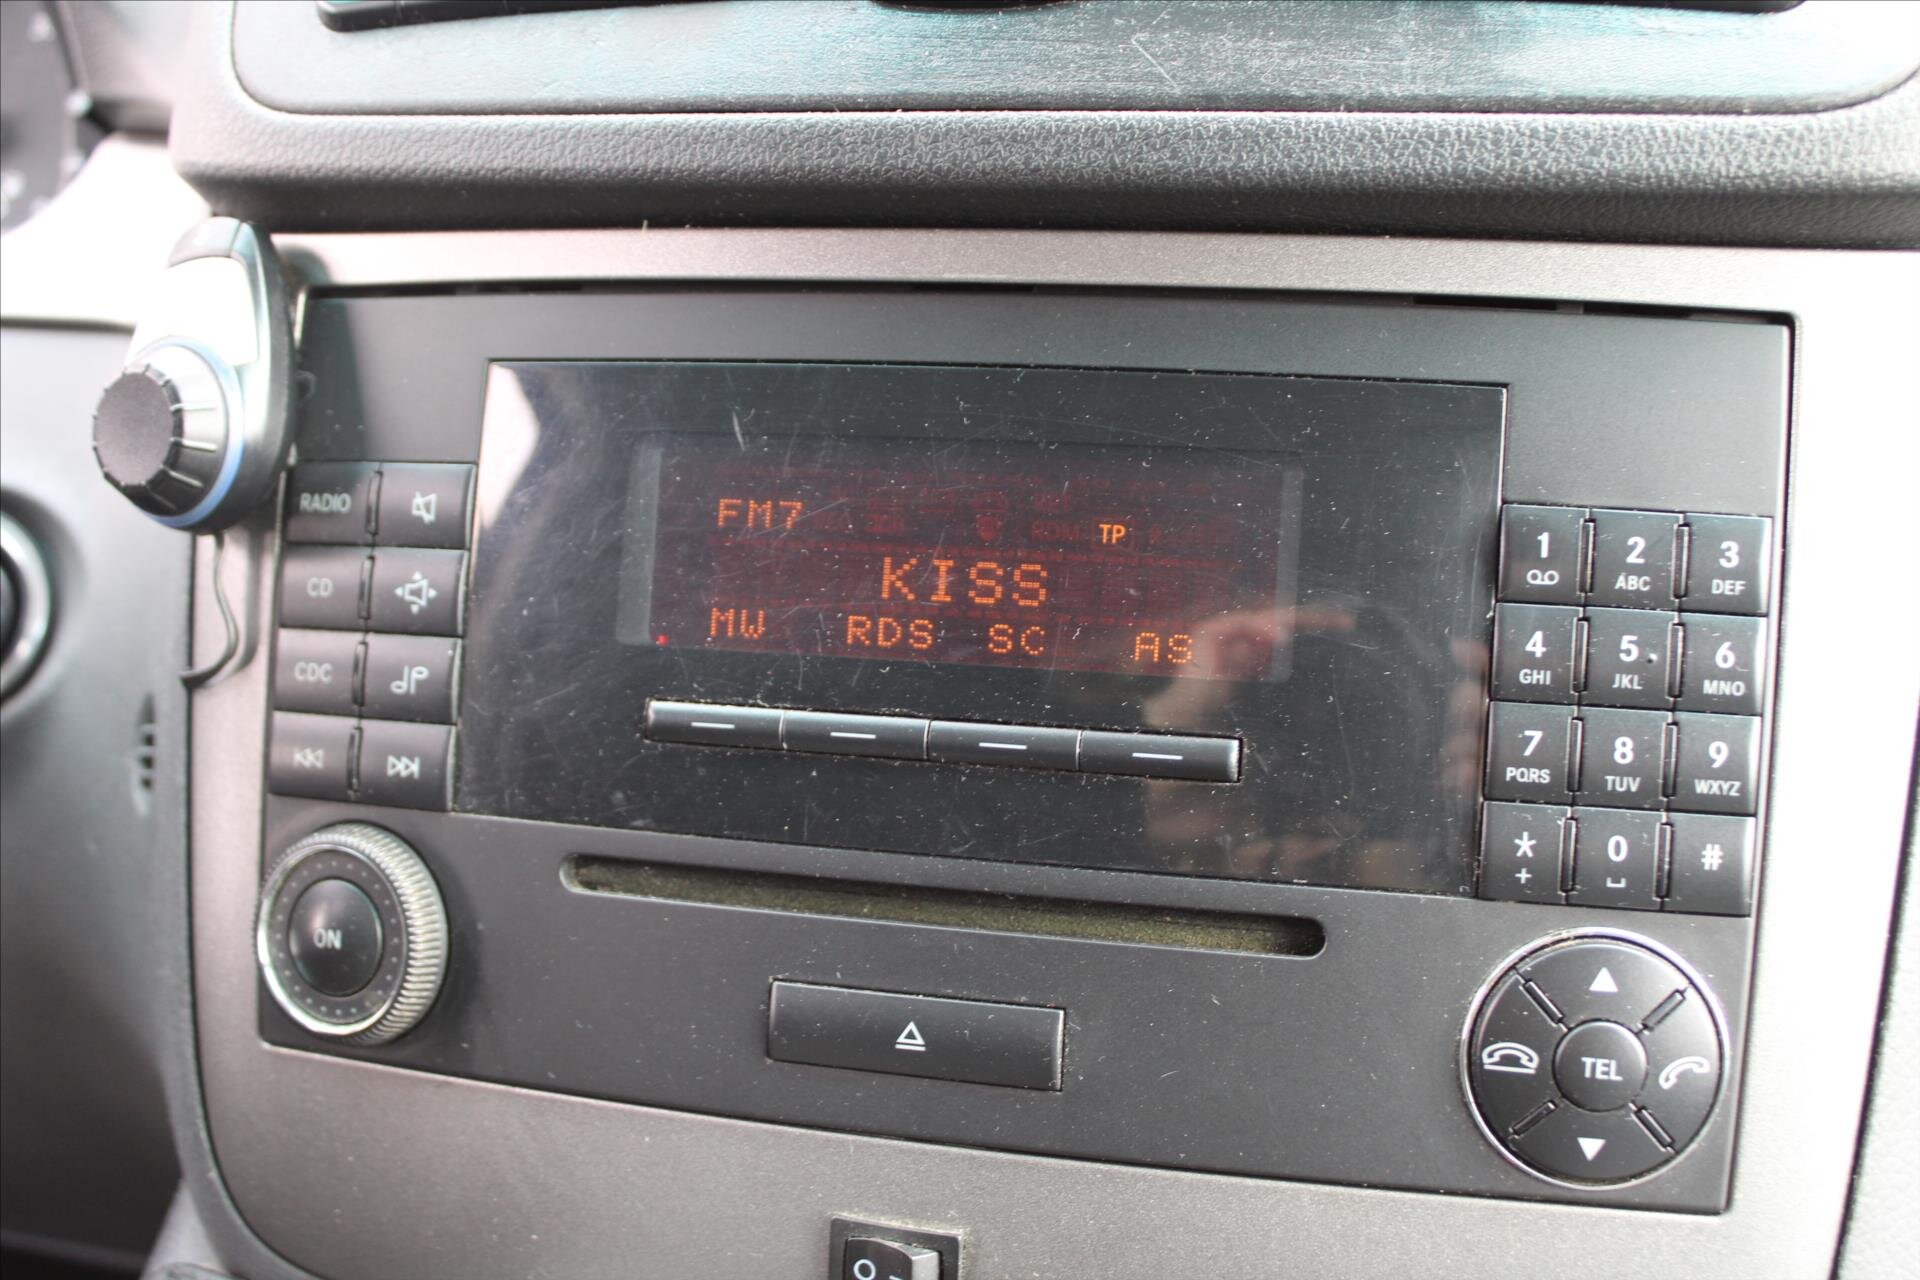 FM7
RDM TP
KISS
MW RDS SC AS
RADIO
CD
CDC
ON
1
2 ABC
3 DEF
4 GHI
5 JKL
6 MNO
7 PQRS
8 TUV
9 WXYZ
* +
0
#
TEL